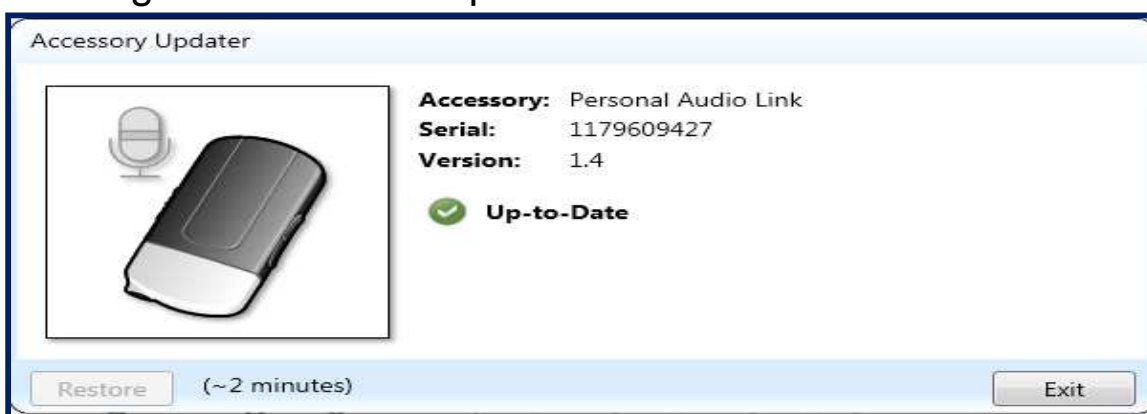 Accessory Updater
Accessory: Personal Audio Link
Serial: 1179609427
Version: 1.4
Up-to-Date
Restore (~2 minutes) Exit